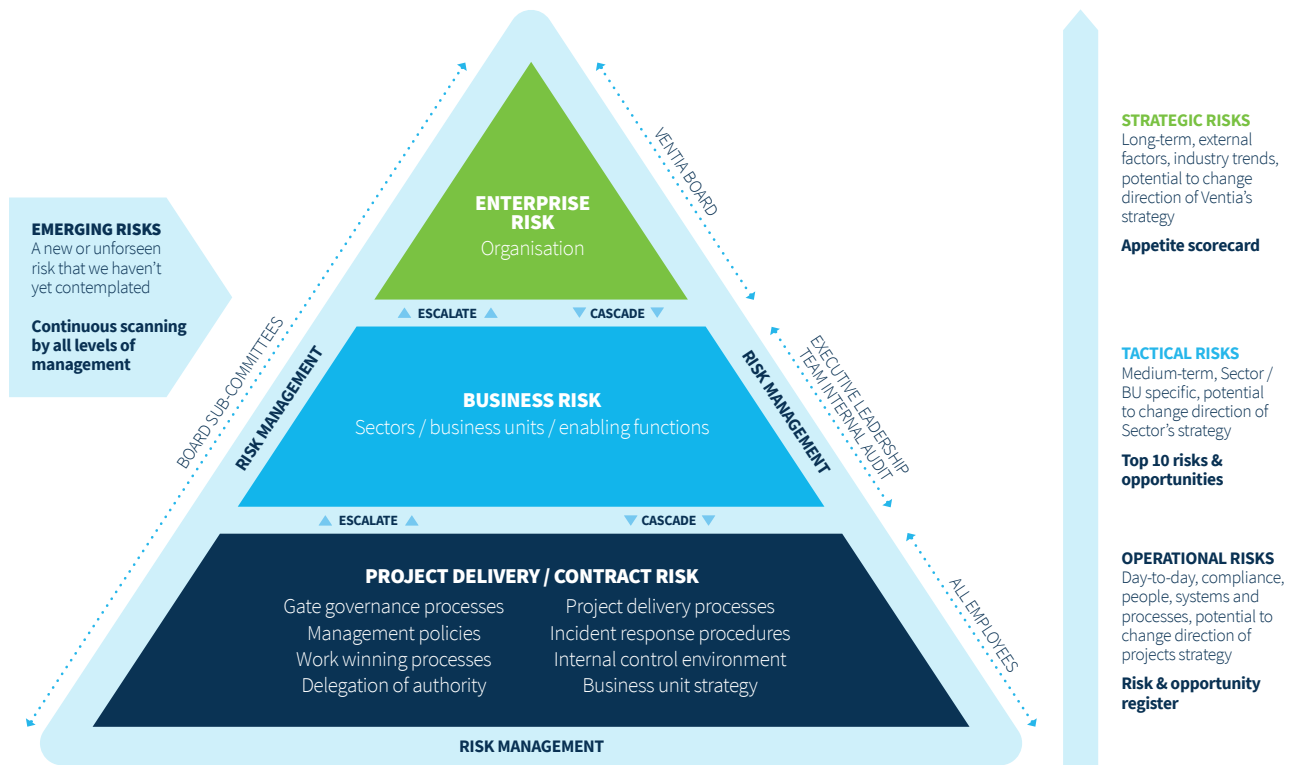 EMERGING RISKS
A new or unforseen
risk that we haven't
yet contemplated
Continuous scanning
by all levels of
management
BOARD SUB-COMMITTEES
RISK MANAGEMENT
ENTERPRISE
RISK
Organisation
ESCALATE
CASCADE
BUSINESS RISK
Sectors / business units / enabling functions
ESCALATE
CASCADE
PROJECT DELIVERY / CONTRACT RISK
Gate governance processes
Management policies
Work winning processes
Delegation of authority
Project delivery processes
Incident response procedures
Internal control environment
Business unit strategy
RISK MANAGEMENT
RISK MANAGEMENT
VENTIA BOARD
EXECUTIVE LEADERSHIP
TEAM INTERNAL AUDIT
ALL EMPLOYEES
STRATEGIC RISKS
Long-term, external
factors, industry trends,
potential to change
direction of Ventia's
strategy
Appetite scorecard
TACTICAL RISKS
Medium-term, Sector /
BU specific, potential
to change direction of
Sector's strategy
Top 10 risks &
opportunities
OPERATIONAL RISKS
Day-to-day, compliance,
people, systems and
processes, potential to
change direction of
projects strategy
Risk & opportunity
register